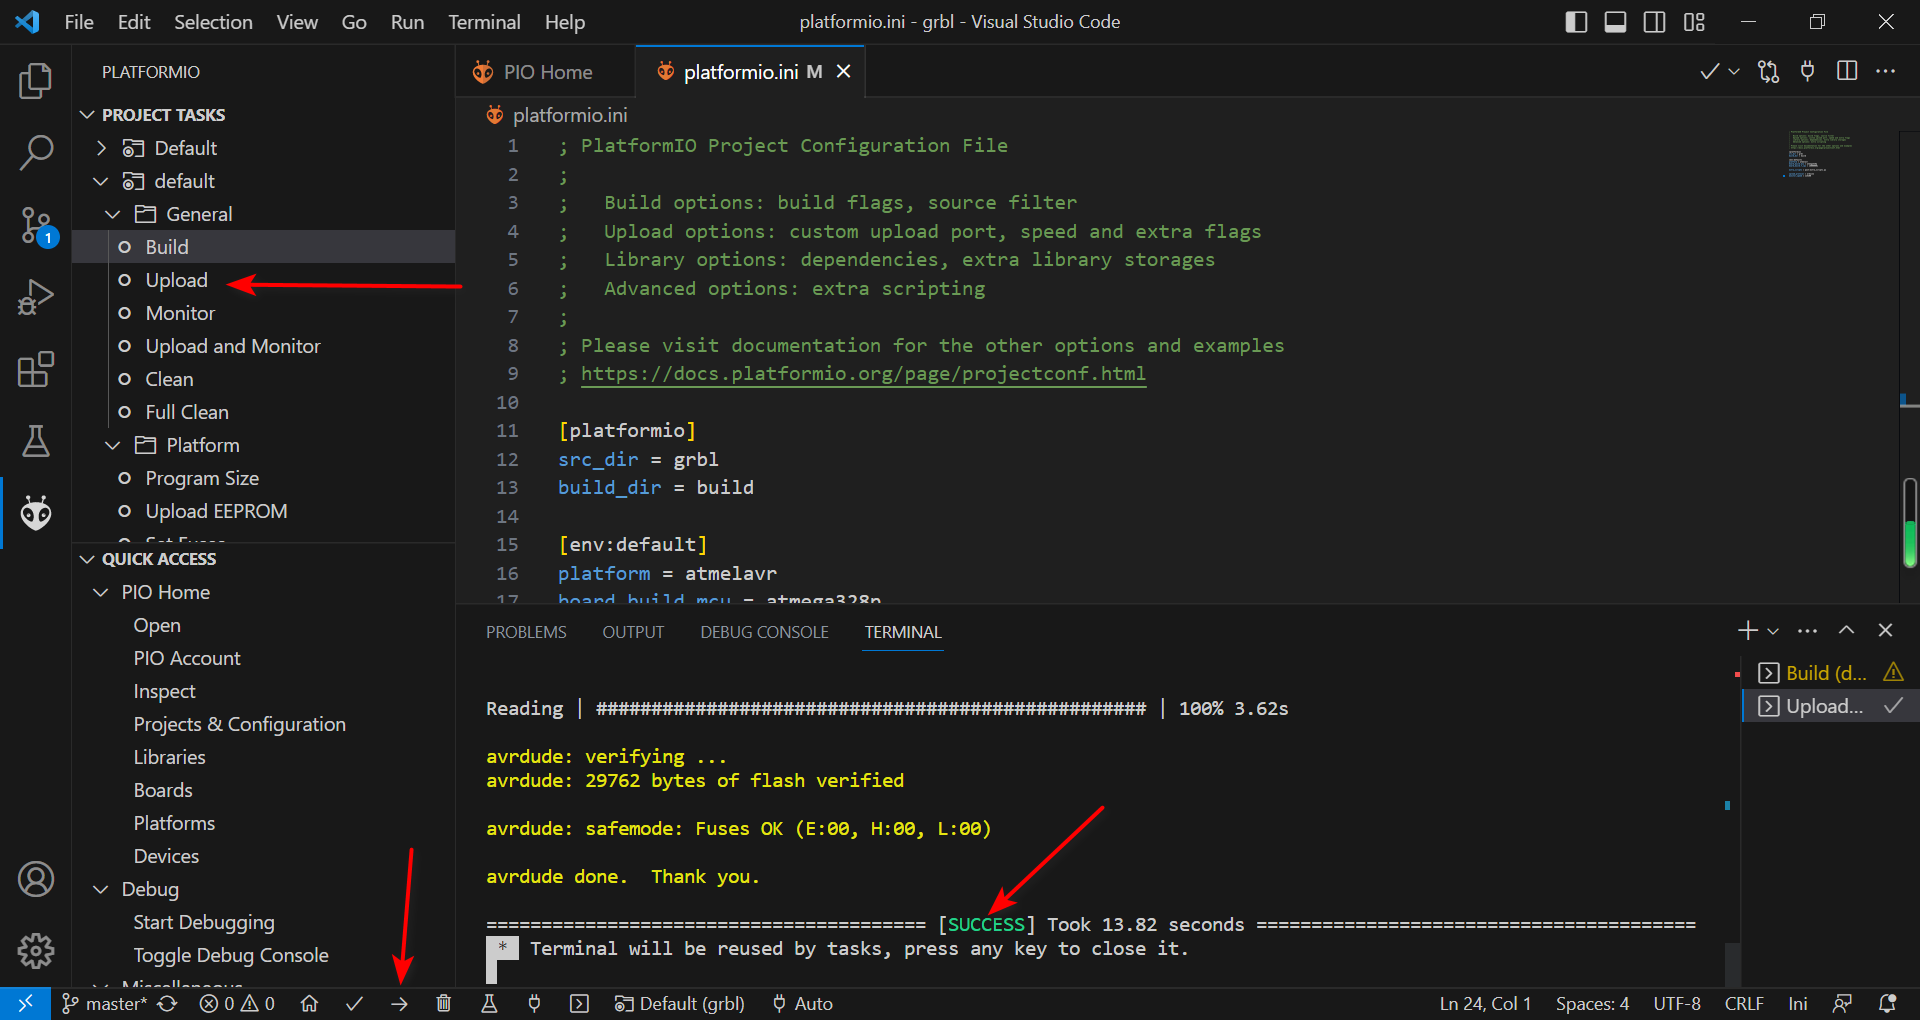 File Edit Selection View Go Run Terminal Help
platformio.ini - grbl - Visual Studio Code
PLATFORMIO
PROJECT TASKS
Default
default
General
Build
Upload
Monitor
Upload and Monitor
Clean
Full Clean
Platform
Program Size
Upload EEPROM
Set Fuses
QUICK ACCESS
PIO Home
Open
PIO Account
Inspect
Projects & Configuration
Libraries
Boards
Platforms
Devices
Debug
Start Debugging
Toggle Debug Console
Miscellaneous
1
PIO Home
platformio.ini M
platformio.ini
1 ; PlatformIO Project Configuration File
2 ;
3 ;   Build options: build flags, source filter
4 ;   Upload options: custom upload port, speed and extra flags
5 ;   Library options: dependencies, extra library storages
6 ;   Advanced options: extra scripting
7 ;
8 ; Please visit documentation for the other options and examples
9 ; https://docs.platformio.org/page/projectconf.html
10
11 [platformio]
12 src_dir = grbl
13 build_dir = build
14
15 [env:default]
16 platform = atmelavr
17 board_build.mcu = atmega328p
PROBLEMS OUTPUT DEBUG CONSOLE TERMINAL
Reading | ################################################## | 100% 3.62s
avrdude: verifying ...
avrdude: 29762 bytes of flash verified
avrdude: safemode: Fuses OK (E:00, H:00, L:00)
avrdude done.  Thank you.
======================================== [SUCCESS] Took 13.82 seconds ========================================
* Terminal will be reused by tasks, press any key to close it.
Build (d...
Upload...
master* 0 0 Default (grbl) Auto
Ln 24, Col 1 Spaces: 4 UTF-8 CRLF Ini